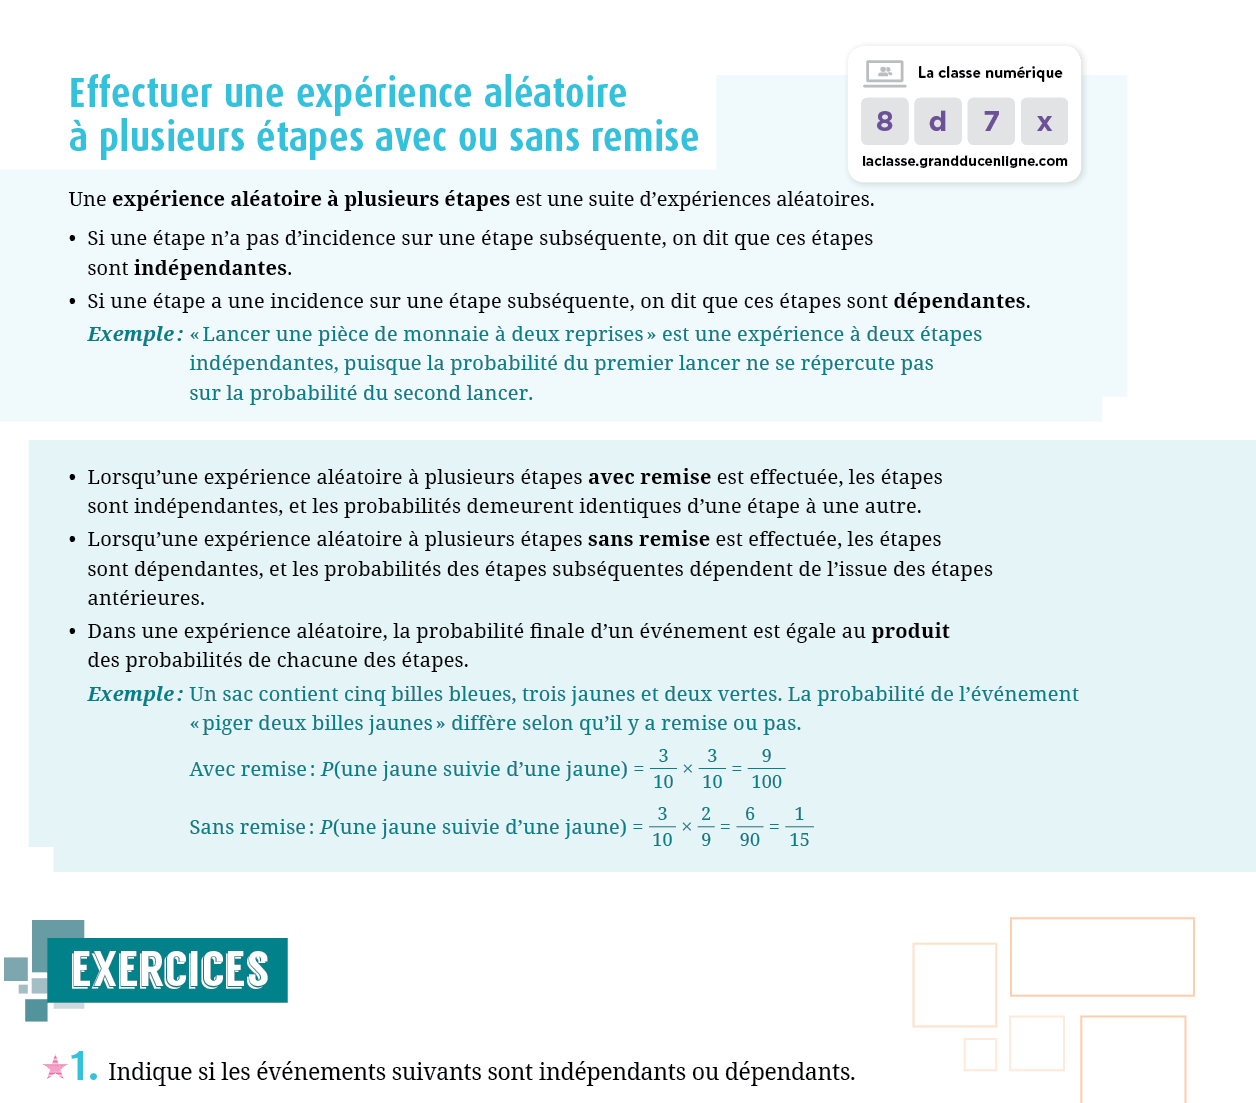 Effectuer une expérience aléatoire
à plusieurs étapes avec ou sans remise
La classe numérique
8 d 7 x
laclasse.grandducenligne.com
Une expérience aléatoire à plusieurs étapes est une suite d’expériences aléatoires.
• Si une étape n’a pas d’incidence sur une étape subséquente, on dit que ces étapes
sont indépendantes.
• Si une étape a une incidence sur une étape subséquente, on dit que ces étapes sont dépendantes.
Exemple : « Lancer une pièce de monnaie à deux reprises » est une expérience à deux étapes
indépendantes, puisque la probabilité du premier lancer ne se répercute pas
sur la probabilité du second lancer.
• Lorsqu’une expérience aléatoire à plusieurs étapes avec remise est effectuée, les étapes
sont indépendantes, et les probabilités demeurent identiques d’une étape à une autre.
• Lorsqu’une expérience aléatoire à plusieurs étapes sans remise est effectuée, les étapes
sont dépendantes, et les probabilités des étapes subséquentes dépendent de l’issue des étapes
antérieures.
• Dans une expérience aléatoire, la probabilité finale d’un événement est égale au produit
des probabilités de chacune des étapes.
Exemple : Un sac contient cinq billes bleues, trois jaunes et deux vertes. La probabilité de l’événement
« piger deux billes jaunes » diffère selon qu’il y a remise ou pas.
Avec remise : P(une jaune suivie d’une jaune) = 3/10 × 3/10 = 9/100
Sans remise : P(une jaune suivie d’une jaune) = 3/10 × 2/9 = 6/90 = 1/15
EXERCICES
1. Indique si les événements suivants sont indépendants ou dépendants.